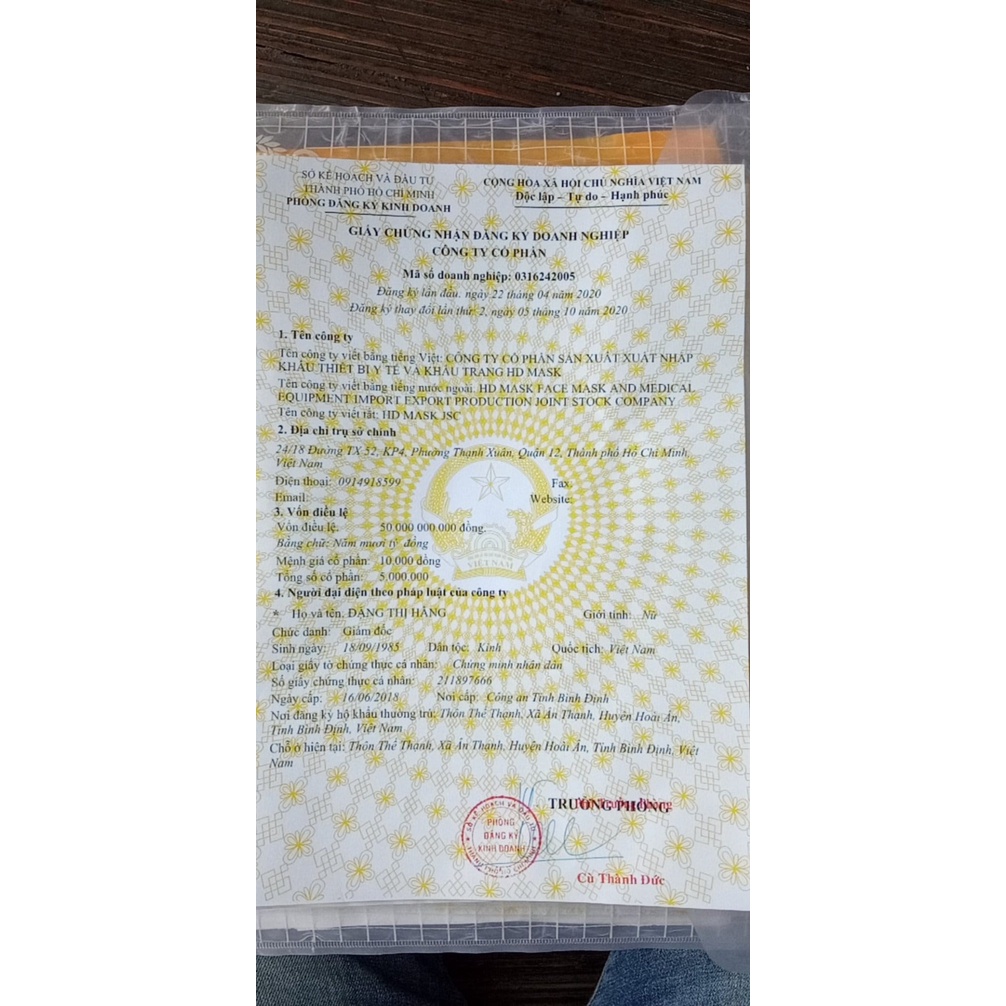 SỞ KẾ HOẠCH VÀ ĐẦU TƯ
THÀNH PHỐ HỒ CHÍ MINH
PHÒNG ĐĂNG KÝ KINH DOANH
CỘNG HÒA XÃ HỘI CHỦ NGHĨA VIỆT NAM
Độc lập – Tự do – Hạnh phúc
GIẤY CHỨNG NHẬN ĐĂNG KÝ DOANH NGHIỆP
CÔNG TY CỔ PHẦN
Mã số doanh nghiệp: 0316242005
Đăng ký lần đầu: ngày 22 tháng 04 năm 2020
Đăng ký thay đổi lần thứ: 2, ngày 05 tháng 10 năm 2020
1. Tên công ty
Tên công ty viết bằng tiếng Việt: CÔNG TY CỔ PHẦN SẢN XUẤT XUẤT NHẬP
KHẨU THIẾT BỊ Y TẾ VÀ KHẨU TRANG HD MASK
Tên công ty viết bằng tiếng nước ngoài: HD MASK FACE MASK AND MEDICAL
EQUIPMENT IMPORT EXPORT PRODUCTION JOINT STOCK COMPANY
Tên công ty viết tắt: HD MASK JSC
2. Địa chỉ trụ sở chính
24/18 Đường TX 52, KP4, Phường Thạnh Xuân, Quận 12, Thành phố Hồ Chí Minh,
Việt Nam
Điện thoại: 0914918599 Fax:
Email: Website:
3. Vốn điều lệ
Vốn điều lệ: 50.000.000.000 đồng.
Bằng chữ: Năm mươi tỷ đồng
Mệnh giá cổ phần: 10.000 đồng
Tổng số cổ phần: 5.000.000
VIỆT NAM
4. Người đại diện theo pháp luật của công ty
* Họ và tên: ĐẶNG THỊ HẰNG Giới tính: Nữ
Chức danh: Giám đốc
Sinh ngày: 18/09/1985 Dân tộc: Kinh Quốc tịch: Việt Nam
Loại giấy tờ chứng thực cá nhân: Chứng minh nhân dân
Số giấy chứng thực cá nhân: 211897666
Ngày cấp: 16/06/2018 Nơi cấp: Công an Tỉnh Bình Định
Nơi đăng ký hộ khẩu thường trú: Thôn Thế Thạnh, Xã Ân Thạnh, Huyện Hoài Ân,
Tỉnh Bình Định, Việt Nam
Chỗ ở hiện tại: Thôn Thế Thạnh, Xã Ân Thạnh, Huyện Hoài Ân, Tỉnh Bình Định, Việt
Nam
TRƯỞNG PHÒNG
SỞ KẾ HOẠCH VÀ ĐẦU TƯ
PHÒNG
ĐĂNG KÝ
KINH DOANH
Cù Thành Đức